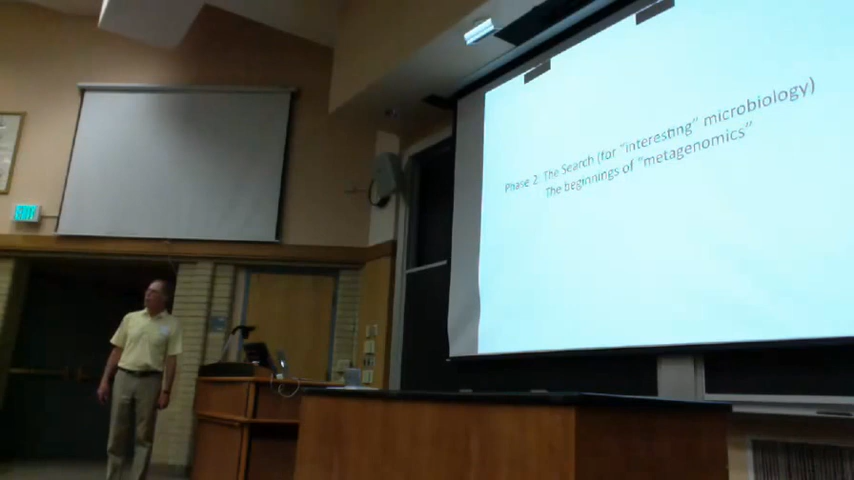 Phase 2: The Search (for "interesting" microbiology)
The beginnings of "metagenomics"
EXIT